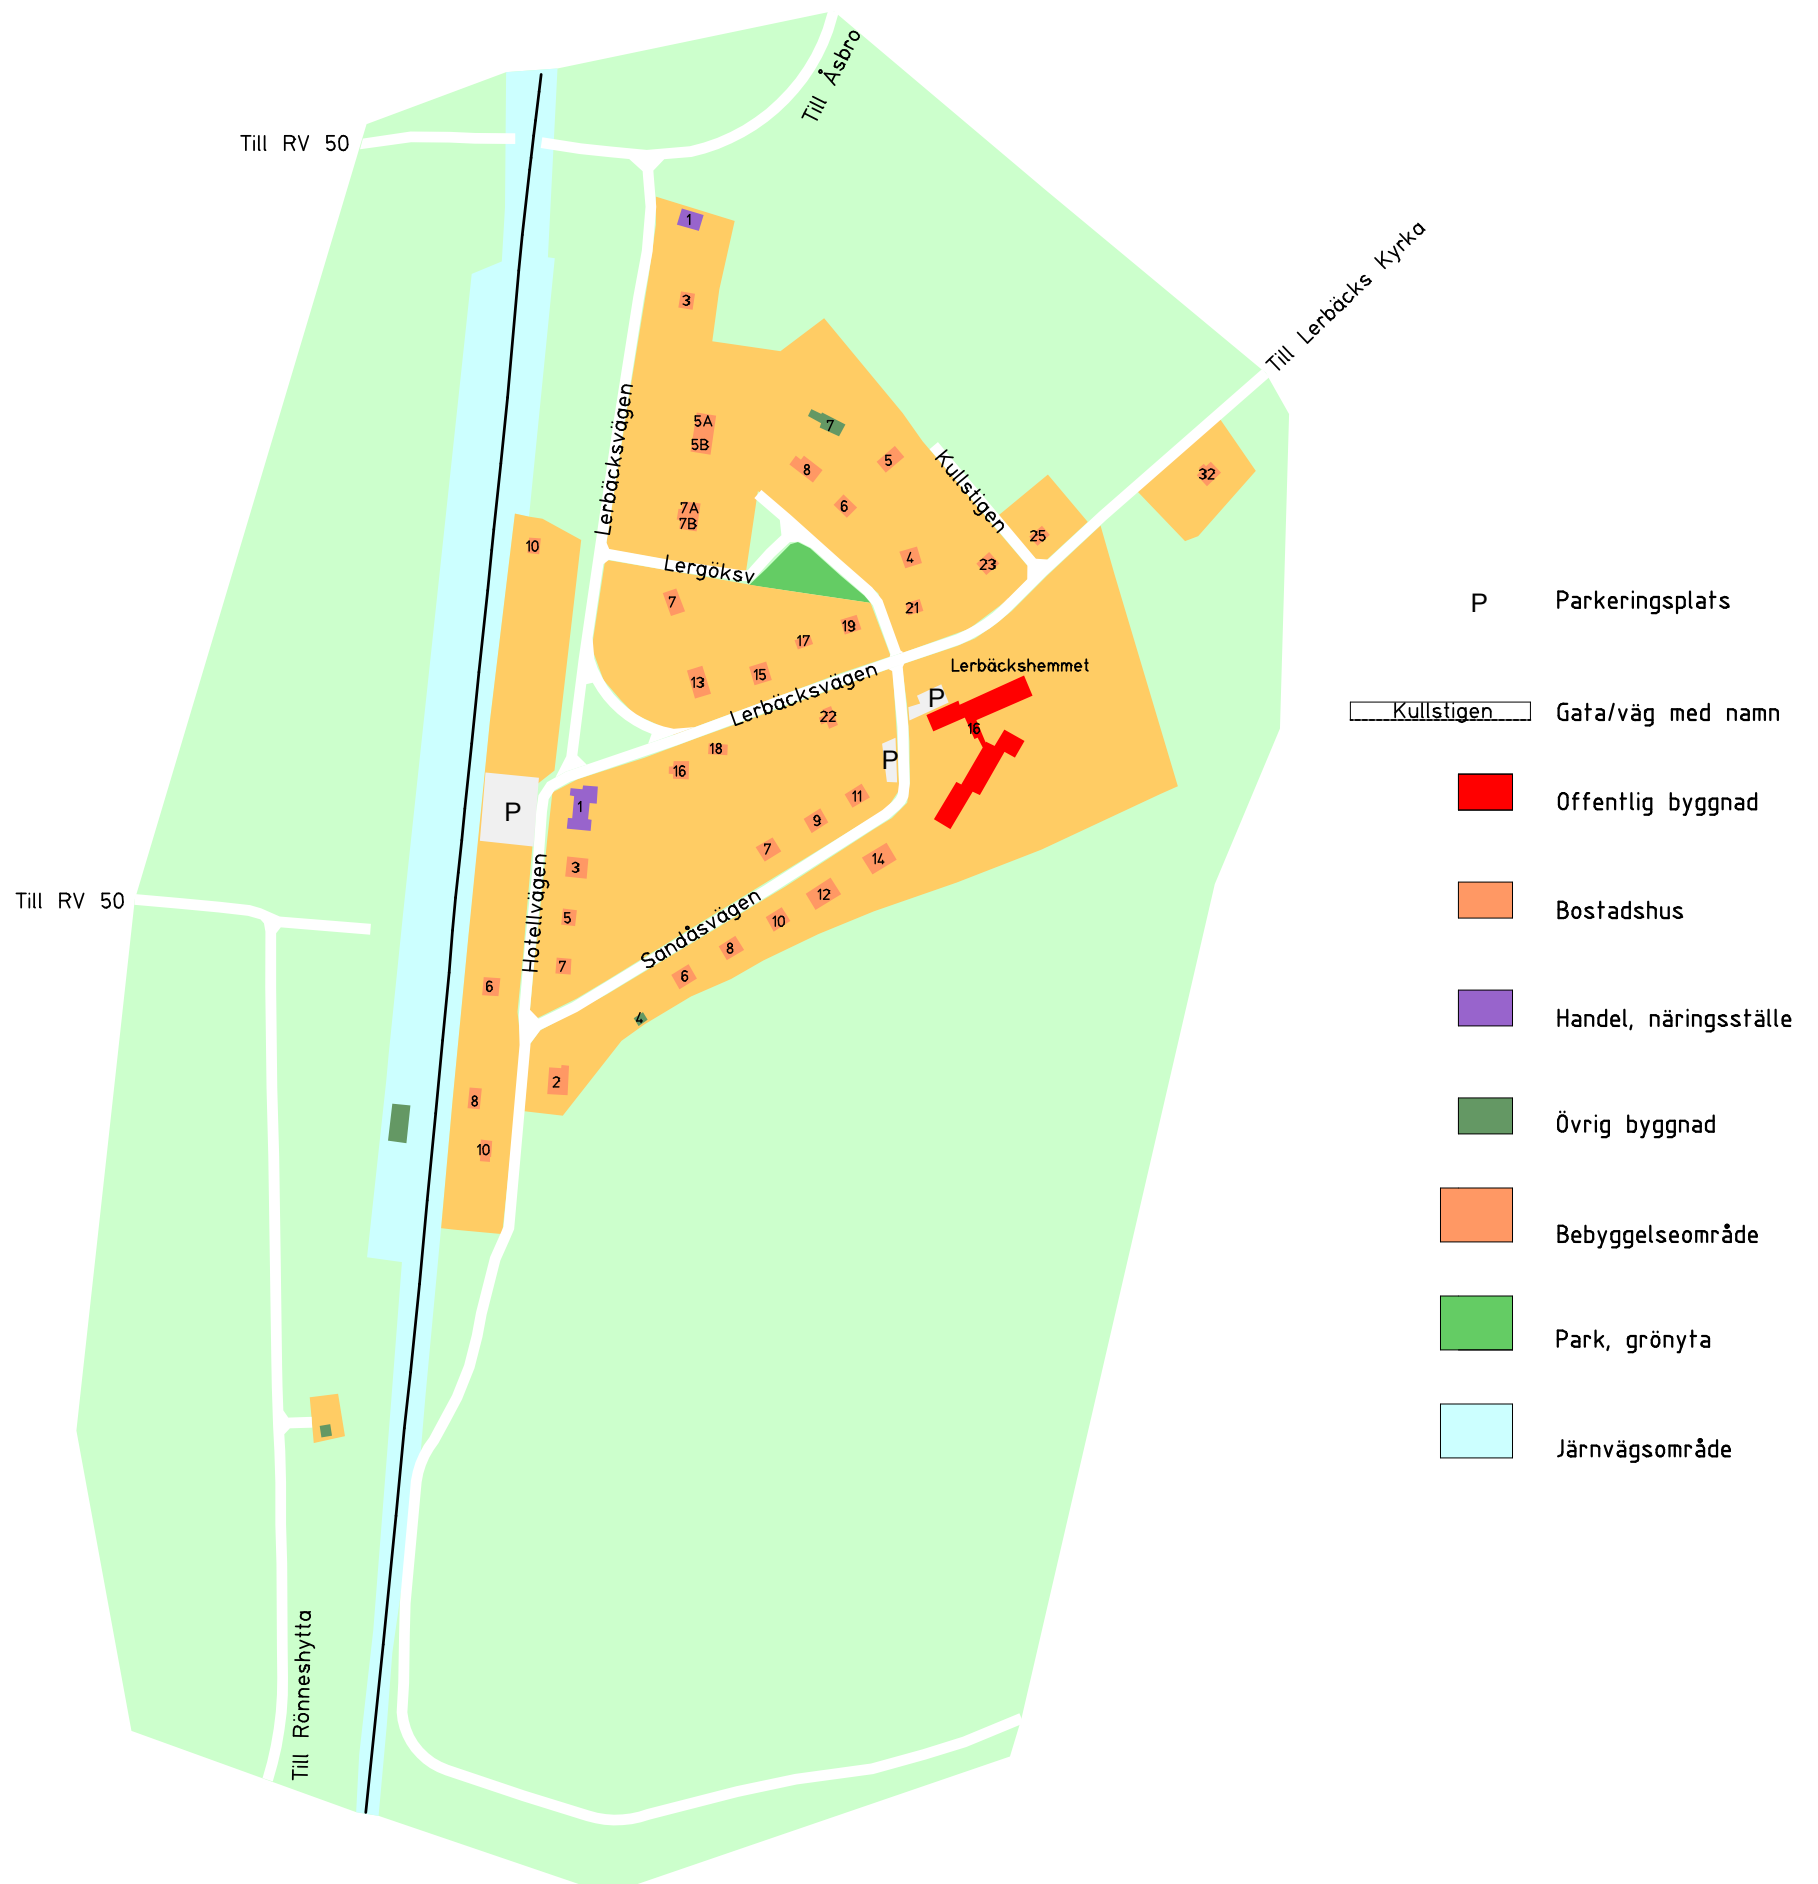 Till Åsbro
Till RV 50
1
3
Till Lerbäcks Kyrka
Lerbäcksvägen
5A
5B
7
8
5
6
Kullstigen
32
7A
7B
25
10
Lergöksv
4
23
7
21
19
17
13
15
Lerbäcksvägen
22
18
16
Lerbäckshemmet
P
16
P
P
1
11
9
7
14
3
12
5
10
Hotellvägen
Sandåsvägen
8
7
6
6
4
2
8
10
Till RV 50
Till Rönneshytta
P
Parkeringsplats
Kullstigen
Gata/väg med namn
Offentlig byggnad
Bostadshus
Handel, näringsställe
Övrig byggnad
Bebyggelseområde
Park, grönyta
Järnvägsområde